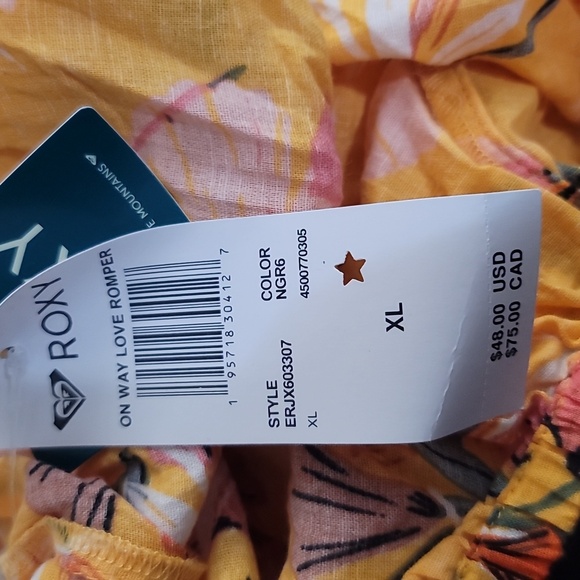 ROXY
ON WAY LOVE ROMPER
1 95718 30412 7
STYLE
ERJX603307
XL
COLOR
NGR6
4500770305
XL
$48.00 USD
$75.00 CAD
E MOUNTAINS
Y